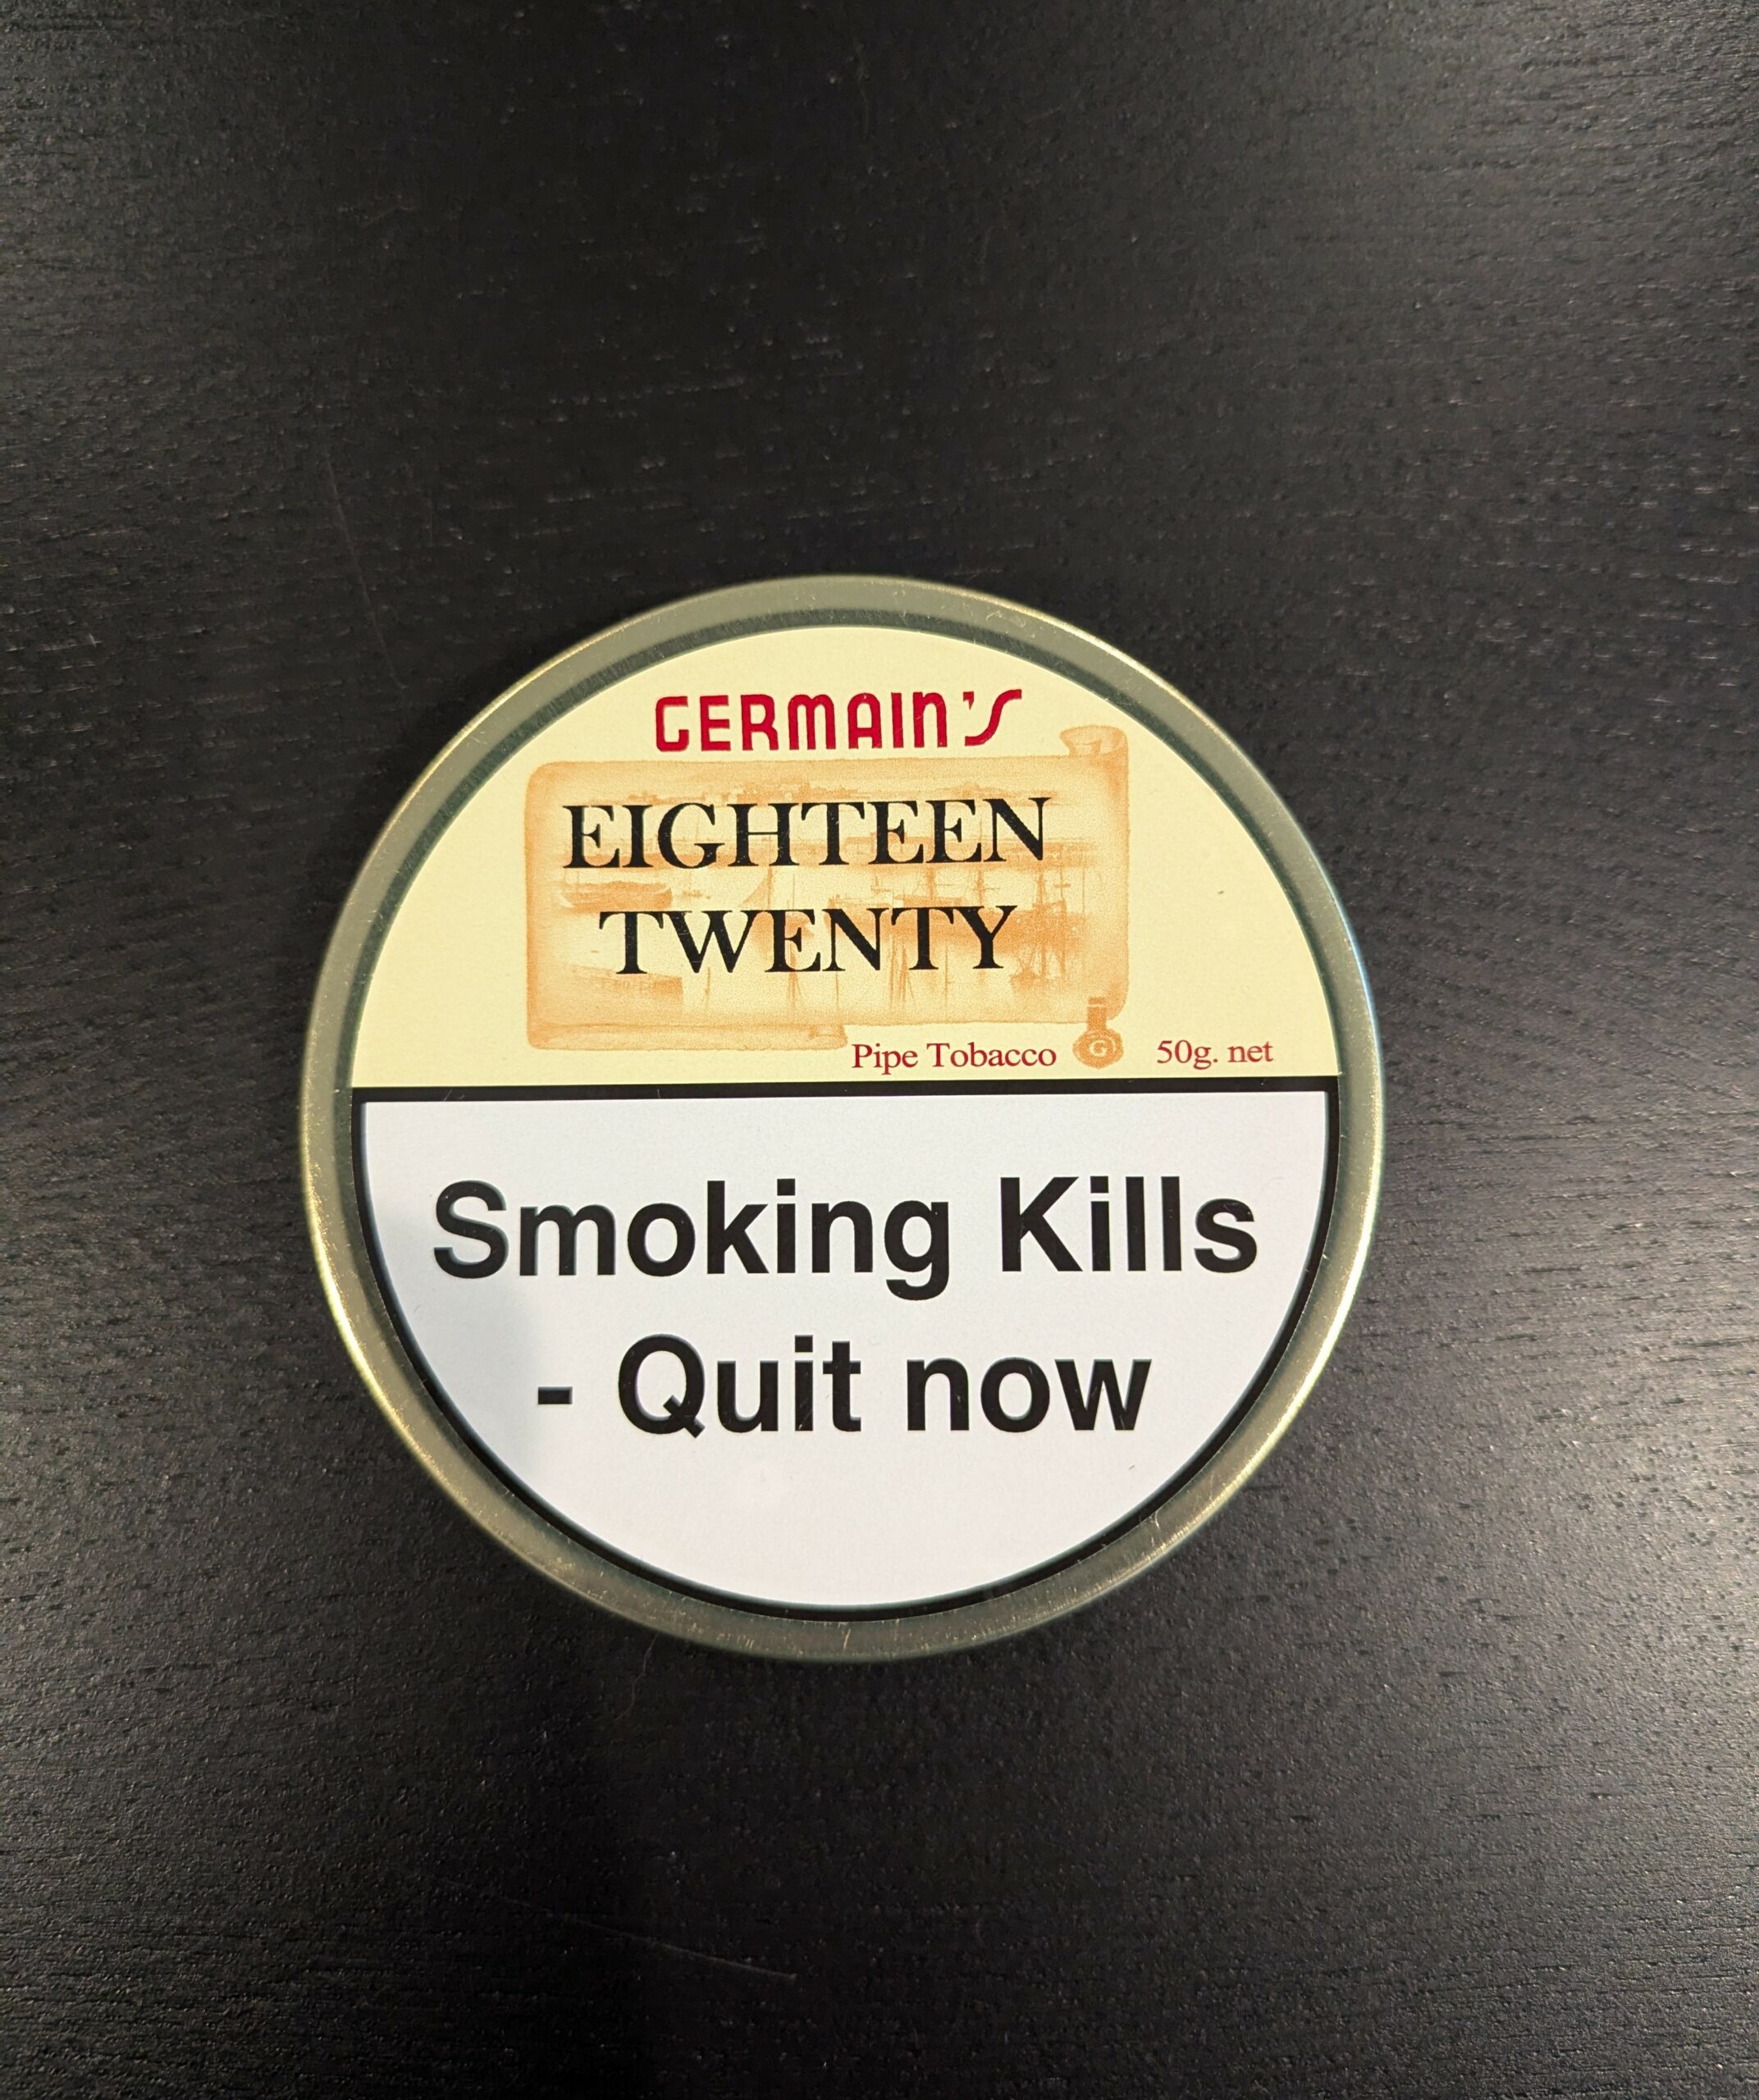 GERMAIN'S
EIGHTEEN
TWENTY
Pipe Tobacco G 50g. net
Smoking Kills
- Quit now